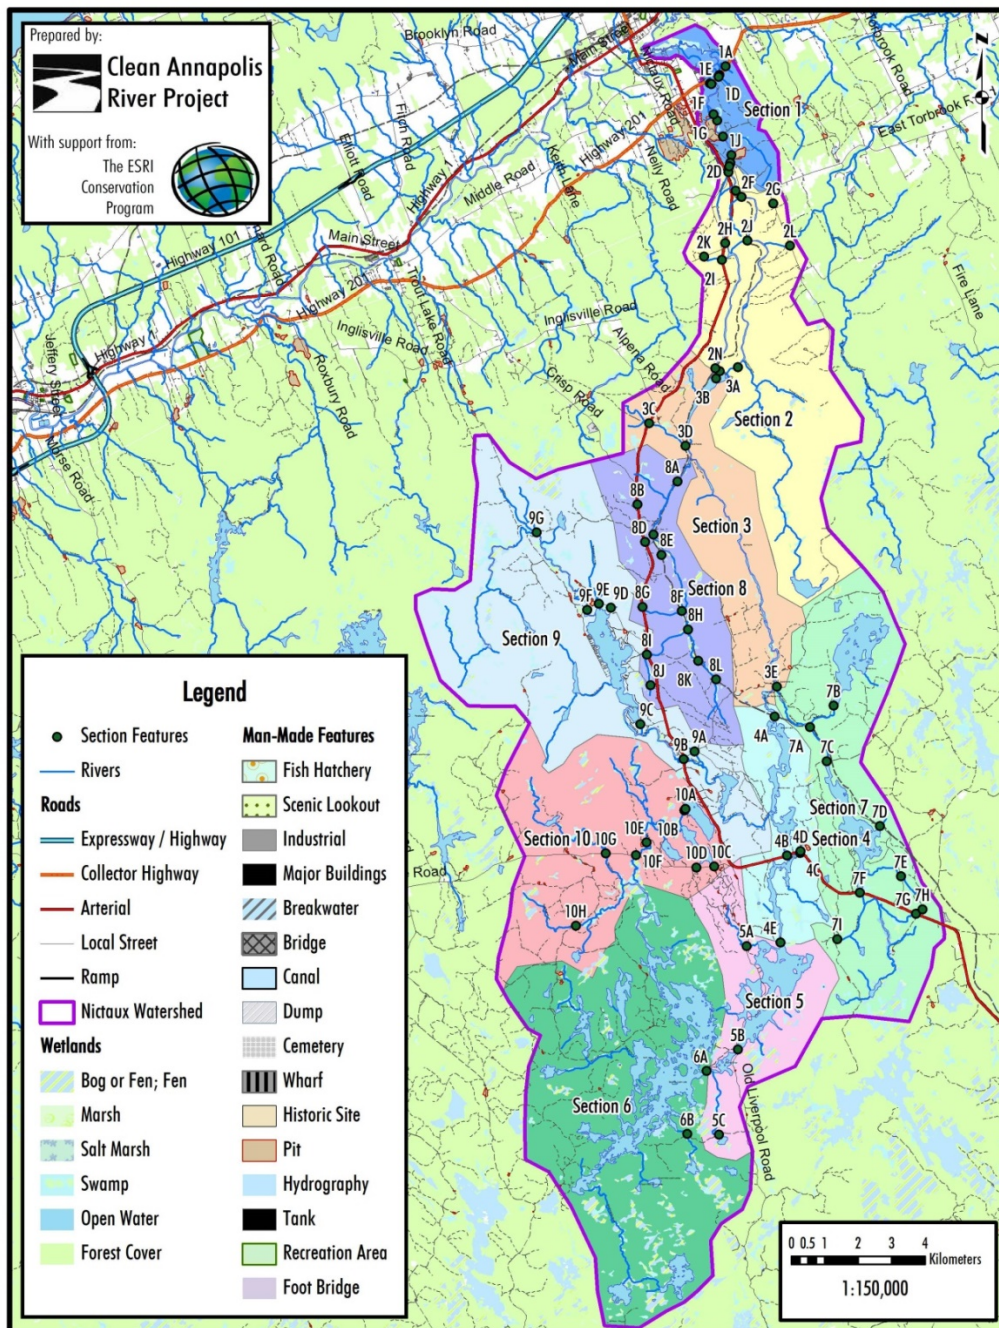 Prepared by:
Clean Annapolis
River Project
With support from:
The ESRI
Conservation
Program
Brooklyn Road
Main Street
Torbrook Road
East Torbrook
Fitch Road
Elliott Road
Highway 201
Middle Road
Keith Lane
Neily Road
Highway 1
Highway 101
Main Street
Highway 201
Trout Lake Road
Inglisville Road
Inglisville Road
Alpena Road
Crisp Road
Roxbury Road
Highway 1
Jeffery Street
Morse Road
Fire Lane
Old Liverpool Road
Road
1A
1E
1D
1F
Section 1
1G
1J
2D
2F
2G
2H
2J
2L
2K
2I
2N
3A
3B
Section 2
3C
3D
8A
8B
Section 3
9G
8D
8E
9F
9E
9D
8G
8F
Section 8
8H
Section 9
8I
8L
8K
8J
3E
7B
9C
4A
7A
9A
9B
7C
10A
Section 7
7D
10E
10B
Section 10
10G
10F
10D
10C
4B
4D
Section 4
4C
7E
7F
7G
7H
10H
5A
4E
7I
Section 5
5B
6A
Section 6
6B
5C
Legend
Section Features
Rivers
Roads
Expressway / Highway
Collector Highway
Arterial
Local Street
Ramp
Nictaux Watershed
Wetlands
Bog or Fen; Fen
Marsh
Salt Marsh
Swamp
Open Water
Forest Cover
Man-Made Features
Fish Hatchery
Scenic Lookout
Industrial
Major Buildings
Breakwater
Bridge
Canal
Dump
Cemetery
Wharf
Historic Site
Pit
Hydrography
Tank
Recreation Area
Foot Bridge
0 0.5 1 2 3 4
Kilometers
1:150,000